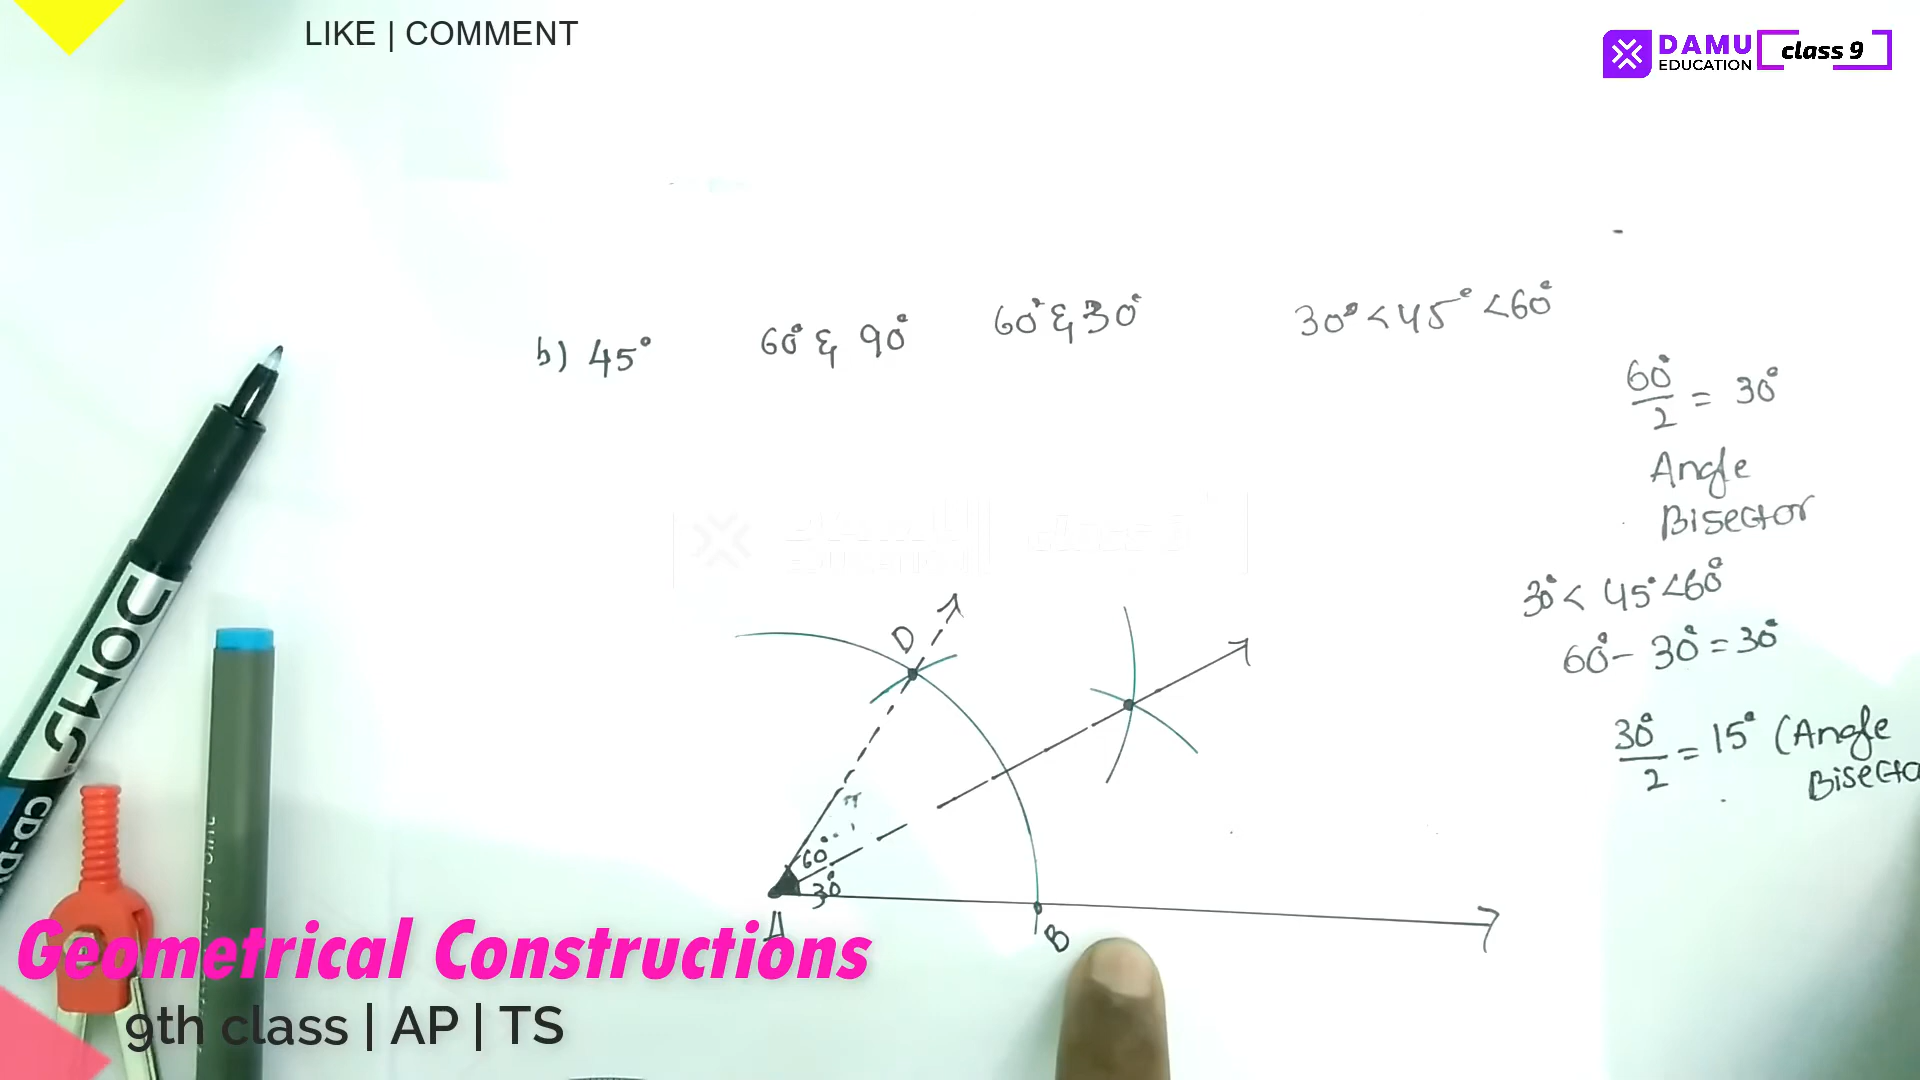 LIKE | COMMENT
DAMU
EDUCATION
class 9
b) 45°
60° & 90°
60° & 30°
30° < 45° < 60°
60°/2 = 30°
Angle
Bisector
30° < 45° < 60°
60° - 30° = 30°
30°/2 = 15° (Angle
Bisecto
D
60°
30°
A
B
DOMS
CD-D
Geometrical Constructions
9th class | AP | TS